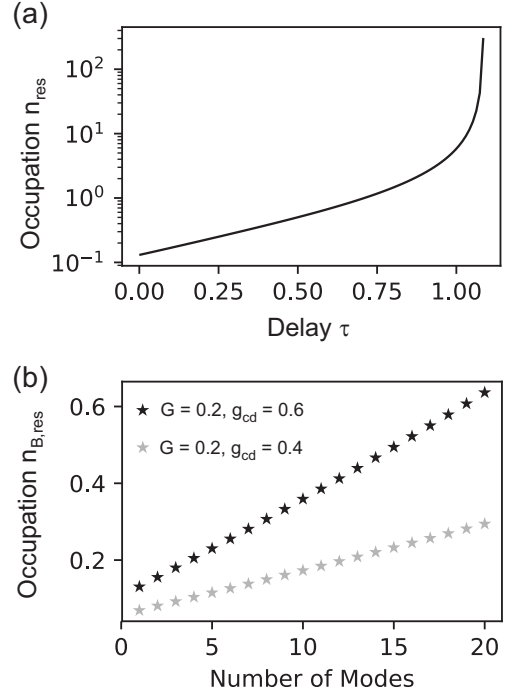 (a)
Occupation n_res
10²
10¹
10⁰
10⁻¹
0.00 0.25 0.50 0.75 1.00
Delay τ
(b)
Occupation n_B,res
0.6
0.4
0.2
G = 0.2, g_cd = 0.6
G = 0.2, g_cd = 0.4
0 5 10 15 20
Number of Modes